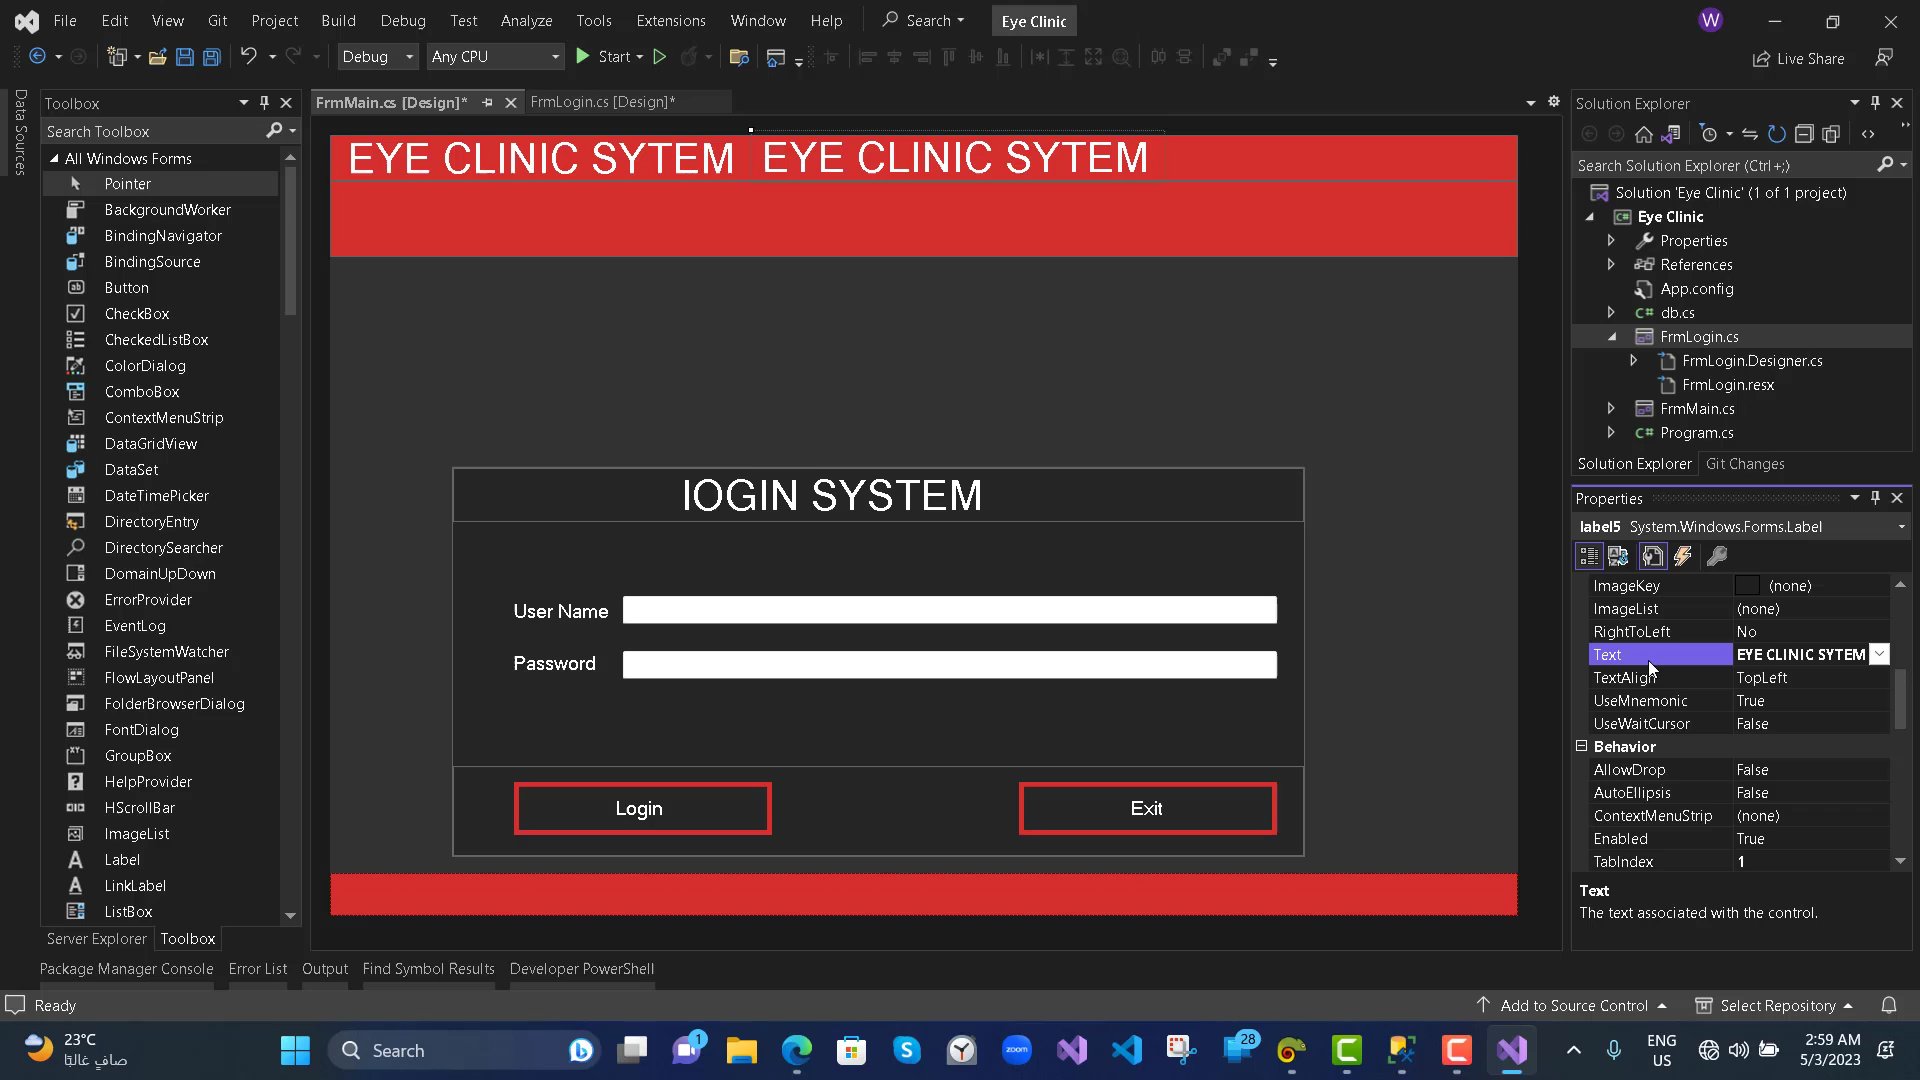 File Edit View Git Project Build Debug Test Analyze Tools Extensions Window Help Search Eye Clinic W
Debug Any CPU Start Live Share
Data Sources
Toolbox
Search Toolbox
All Windows Forms
Pointer
BackgroundWorker
BindingNavigator
BindingSource
Button
CheckBox
CheckedListBox
ColorDialog
ComboBox
ContextMenuStrip
DataGridView
DataSet
DateTimePicker
DirectoryEntry
DirectorySearcher
DomainUpDown
ErrorProvider
EventLog
FileSystemWatcher
FlowLayoutPanel
FolderBrowserDialog
FontDialog
GroupBox
HelpProvider
HScrollBar
ImageList
Label
LinkLabel
ListBox
Server Explorer Toolbox
FrmMain.cs [Design]* FrmLogin.cs [Design]*
EYE CLINIC SYTEM EYE CLINIC SYTEM
lOGIN SYSTEM
User Name
Password
Login Exit
Solution Explorer
Search Solution Explorer (Ctrl+;)
Solution 'Eye Clinic' (1 of 1 project)
Eye Clinic
Properties
References
App.config
C# db.cs
FrmLogin.cs
FrmLogin.Designer.cs
FrmLogin.resx
FrmMain.cs
C# Program.cs
Solution Explorer Git Changes
Properties
label5 System.Windows.Forms.Label
ImageKey (none)
ImageList (none)
RightToLeft No
Text EYE CLINIC SYTEM
TextAlign TopLeft
UseMnemonic True
UseWaitCursor False
Behavior
AllowDrop False
AutoEllipsis False
ContextMenuStrip (none)
Enabled True
TabIndex 1
Text
The text associated with the control.
Package Manager Console Error List Output Find Symbol Results Developer PowerShell
Ready Add to Source Control Select Repository
23°C
صافٍ غالبًا
Search
1
zoom
28
ENG
US
2:59 AM
5/3/2023